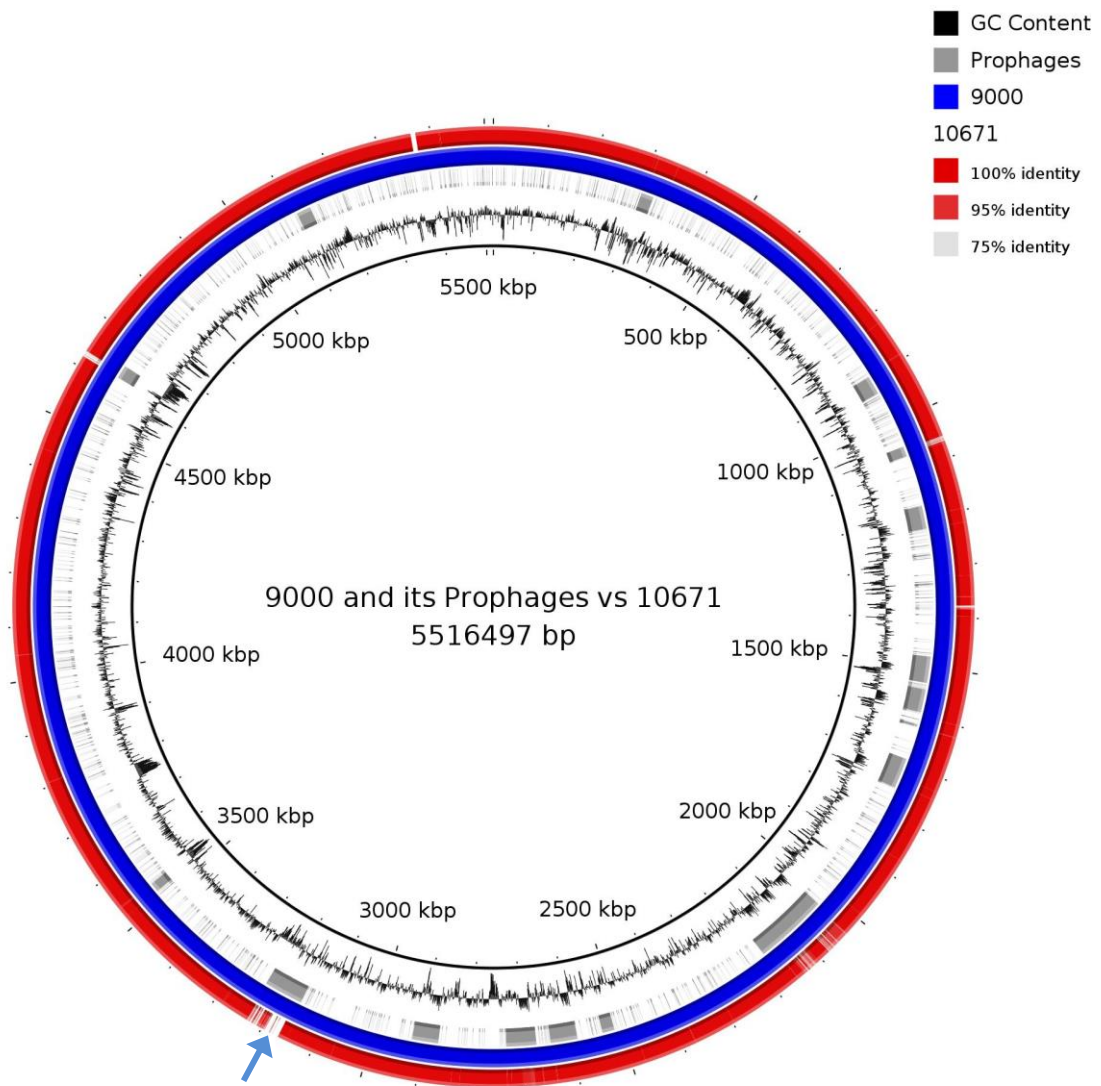 GC Content
Prophages
9000
10671
100% identity
95% identity
75% identity
5500 kbp
500 kbp
1000 kbp
1500 kbp
2000 kbp
2500 kbp
3000 kbp
3500 kbp
4000 kbp
4500 kbp
5000 kbp
9000 and its Prophages vs 10671
5516497 bp